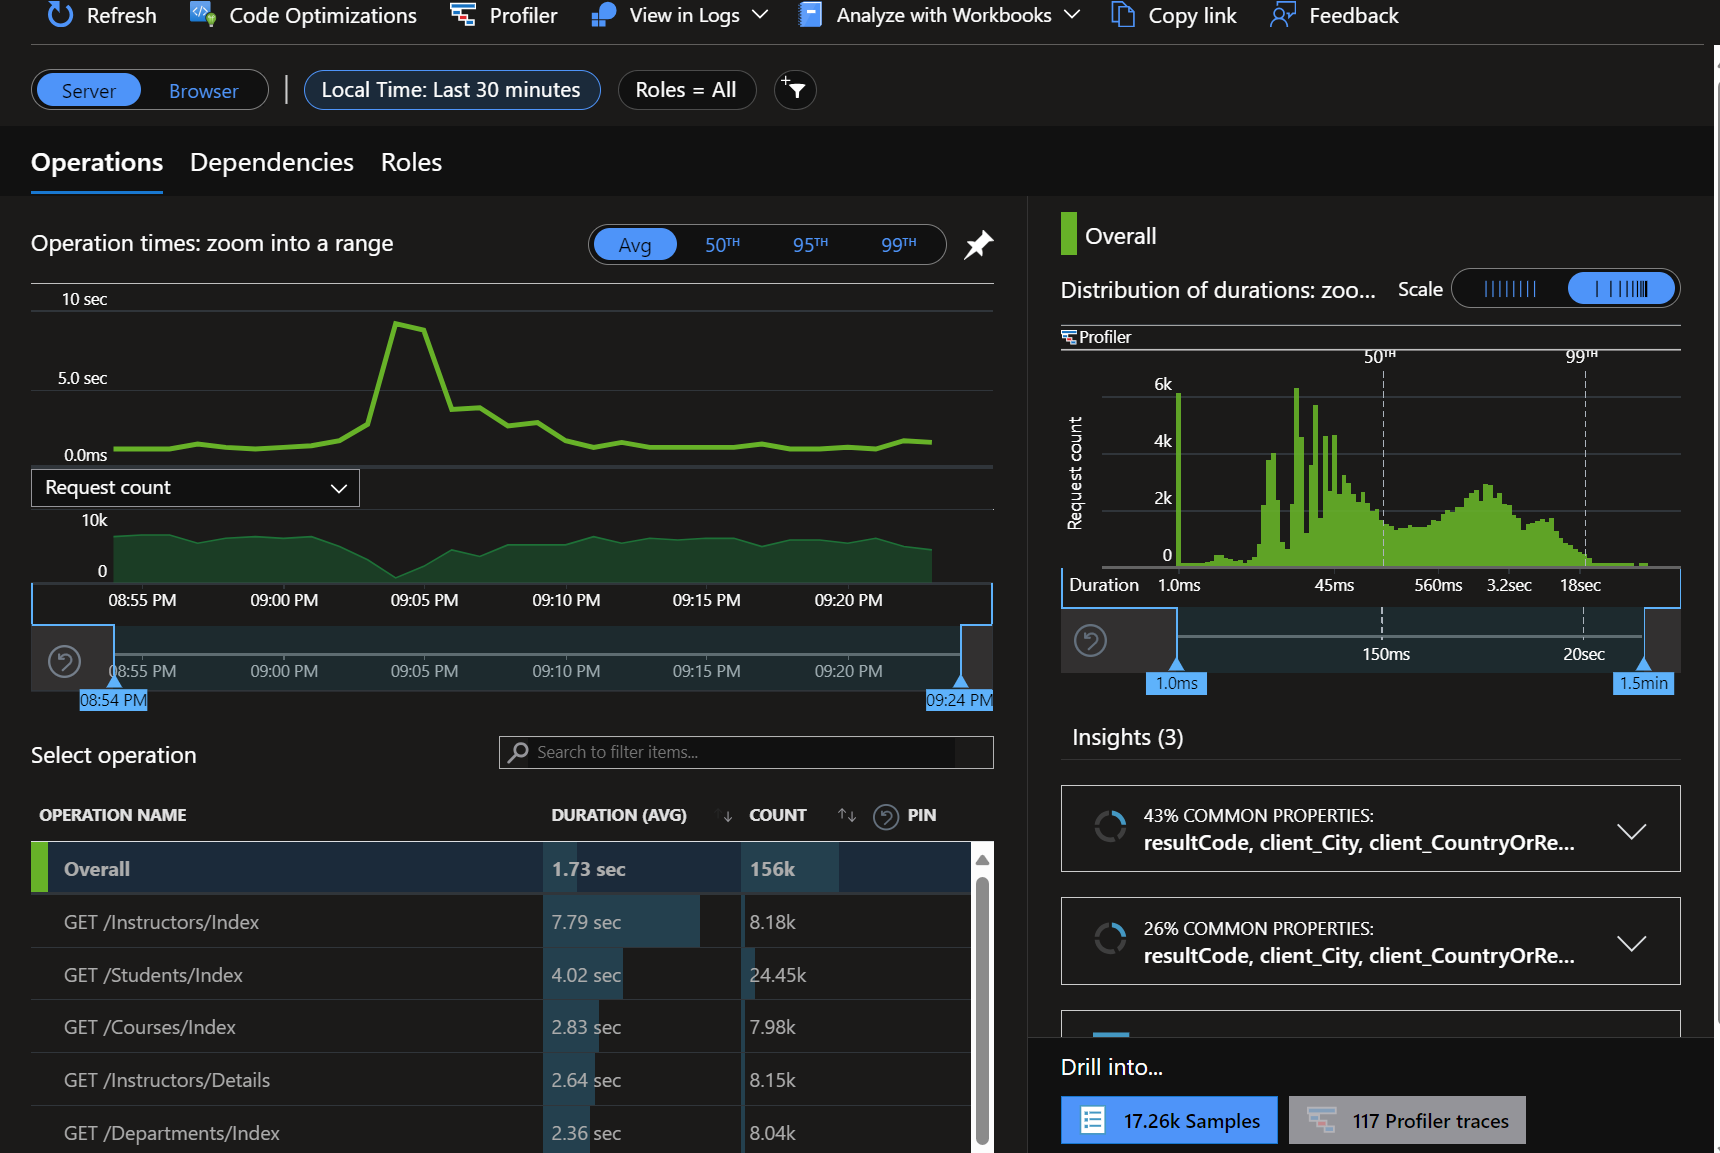 Refresh Code Optimizations Profiler View in Logs Analyze with Workbooks Copy link Feedback
Server Browser Local Time: Last 30 minutes Roles = All
Operations Dependencies Roles
Operation times: zoom into a range Avg 50TH 95TH 99TH
10 sec
5.0 sec
0.0ms
Request count
10k
0
08:55 PM 09:00 PM 09:05 PM 09:10 PM 09:15 PM 09:20 PM
08:55 PM 09:00 PM 09:05 PM 09:10 PM 09:15 PM 09:20 PM
08:54 PM 09:24 PM
Select operation Search to filter items...
OPERATION NAME DURATION (AVG) COUNT PIN
Overall 1.73 sec 156k
GET /Instructors/Index 7.79 sec 8.18k
GET /Students/Index 4.02 sec 24.45k
GET /Courses/Index 2.83 sec 7.98k
GET /Instructors/Details 2.64 sec 8.15k
GET /Departments/Index 2.36 sec 8.04k
Overall
Distribution of durations: zoo... Scale
Profiler
50TH 99TH
Request count
6k
4k
2k
0
Duration 1.0ms 45ms 560ms 3.2sec 18sec
150ms 20sec
1.0ms 1.5min
Insights (3)
43% COMMON PROPERTIES:
resultCode, client_City, client_CountryOrRe...
26% COMMON PROPERTIES:
resultCode, client_City, client_CountryOrRe...
Drill into...
17.26k Samples 117 Profiler traces